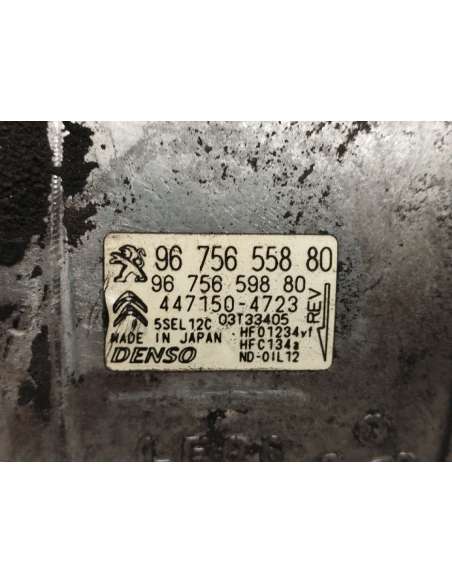 96 756 558 80
96 756 598 80
447150-4723
5SEL12C 03T33405
MADE IN JAPAN HFO1234yf
DENSO HFC134a
ND-OIL12
REV